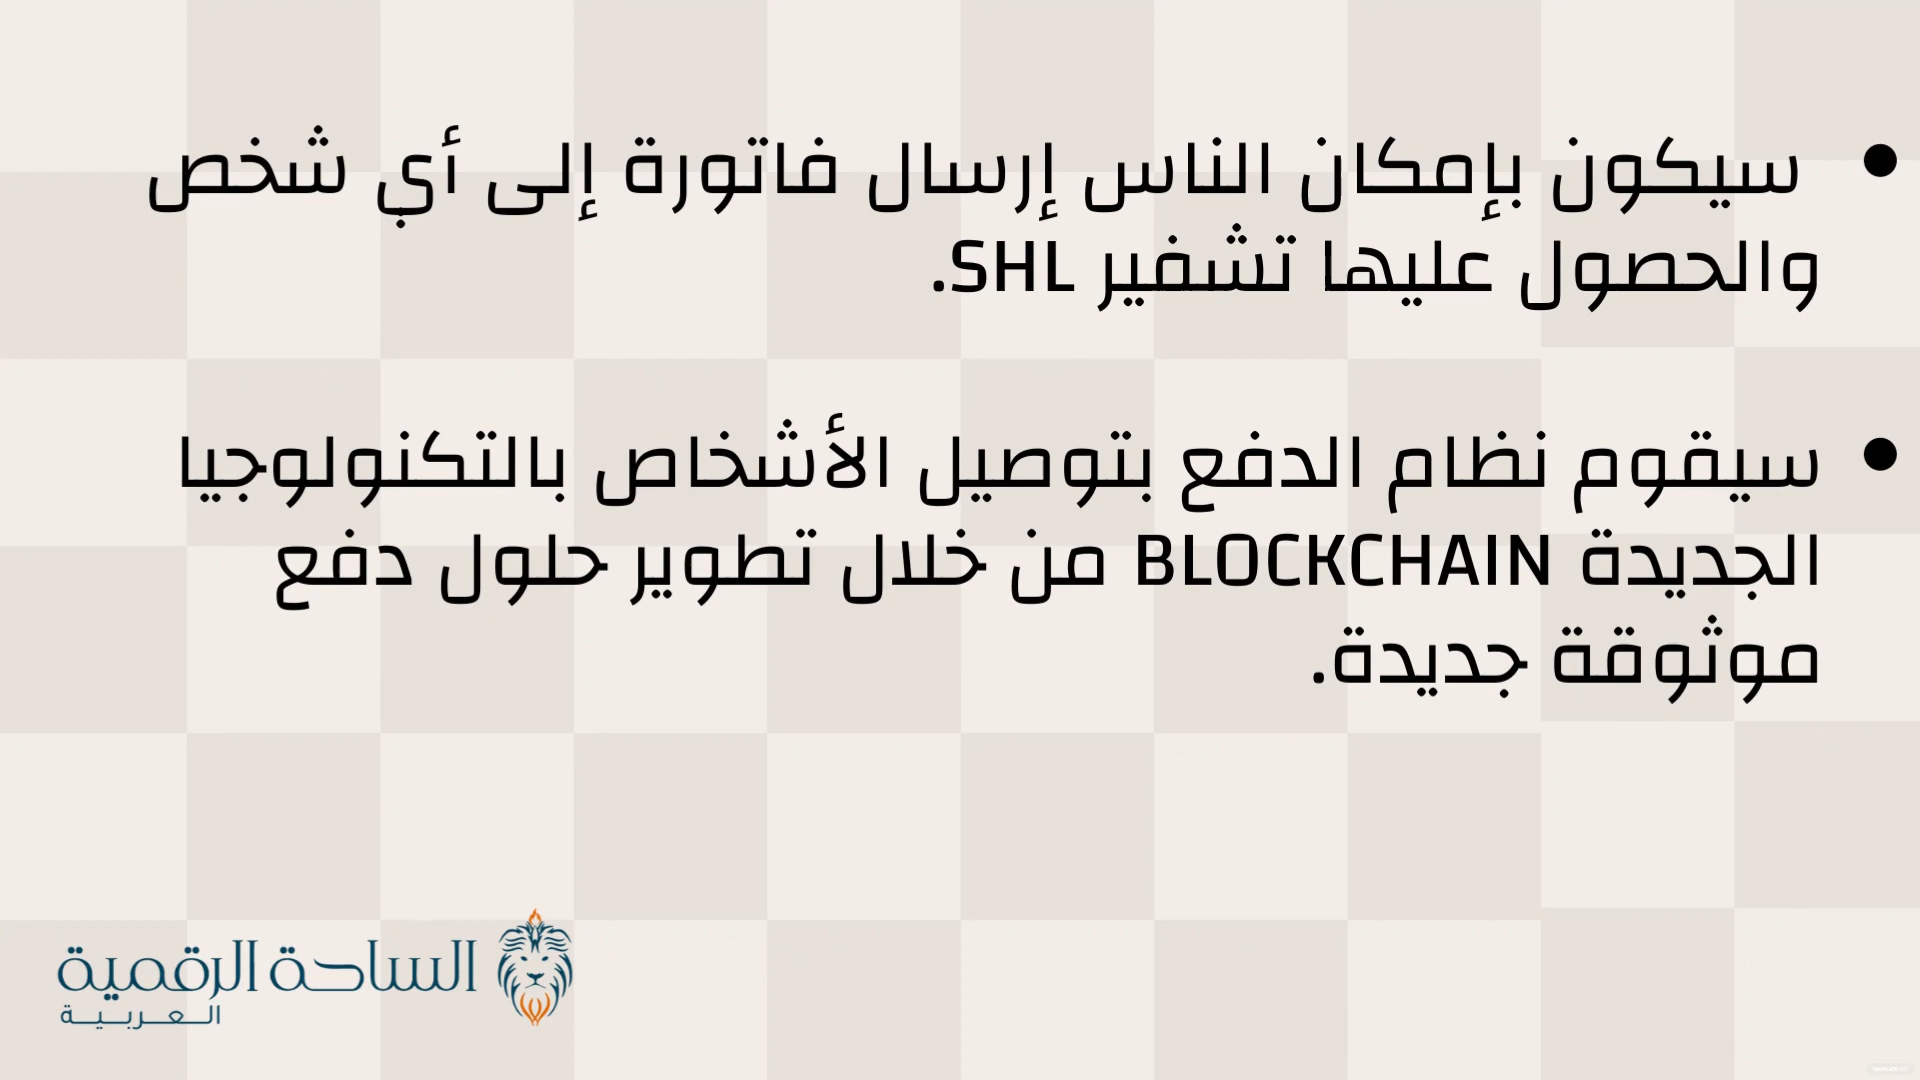 • سيكون بإمكان الناس إرسال فاتورة إلى أي شخص
والحصول عليها تشفير SHL.
• سيقوم نظام الدفع بتوصيل الأشخاص بالتكنولوجيا
الجديدة BLOCKCHAIN من خلال تطوير حلول دفع
موثوقة جديدة.
الساحة الرقمية
العربية